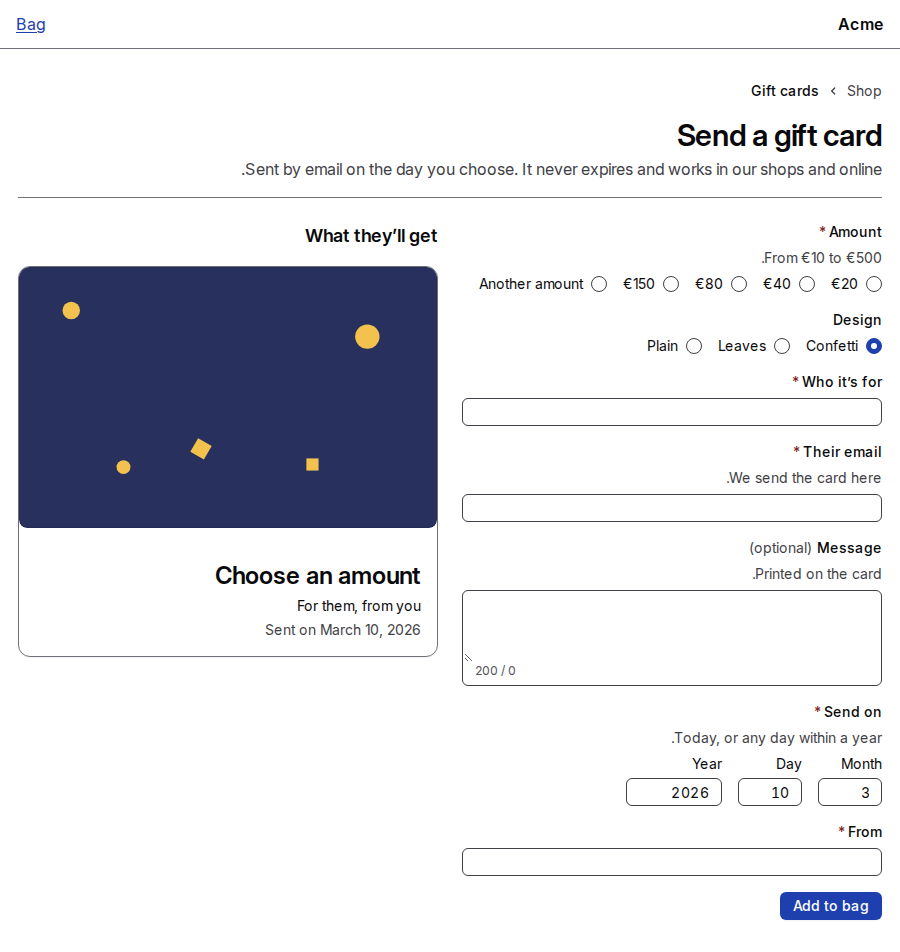 Acme
Bag
Shop
Gift cards
Send a gift card
Sent by email on the day you choose. It never expires and works in our shops and online.
Amount *
From €10 to €500.
€20
€40
€80
€150
Another amount
Design
Confetti
Leaves
Plain
Who it’s for *
Their email *
We send the card here.
Message (optional)
Printed on the card.
0 / 200
Send on *
Today, or any day within a year.
Month
Day
Year
3
10
2026
From *
Add to bag
What they’ll get
Choose an amount
For them, from you
Sent on March 10, 2026